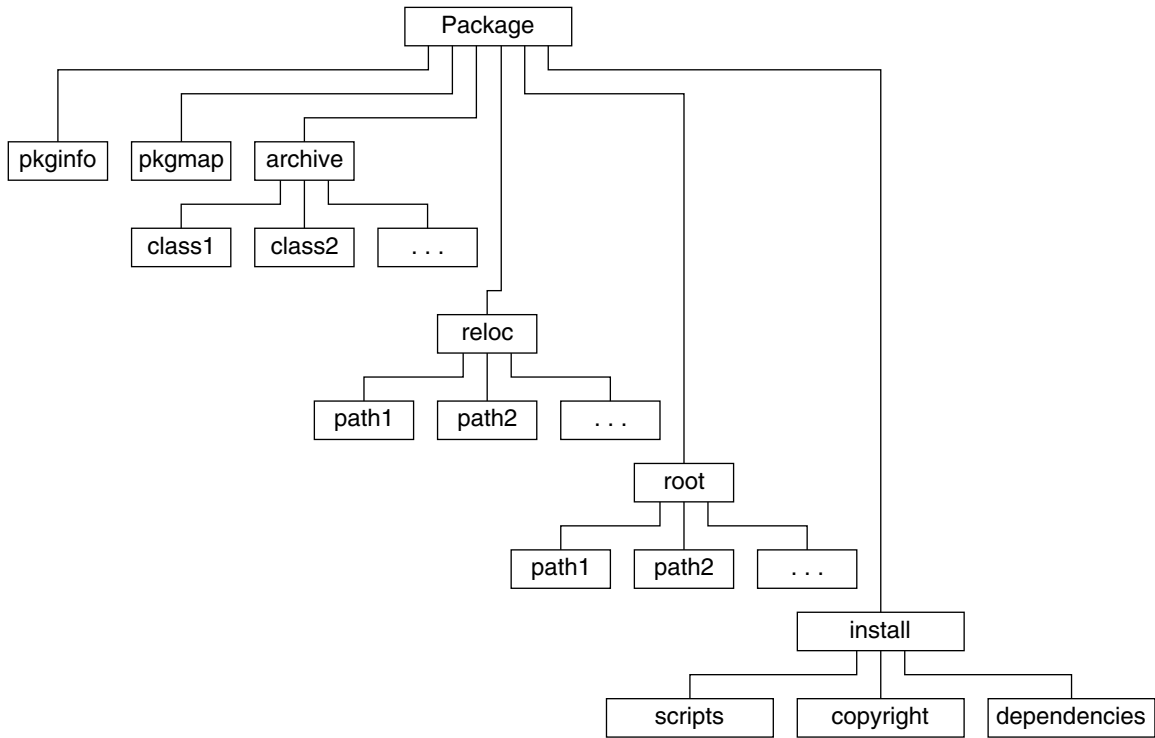 Package
pkginfo
pkgmap
archive
class1
class2
. . .
reloc
path1
path2
. . .
root
path1
path2
. . .
install
scripts
copyright
dependencies